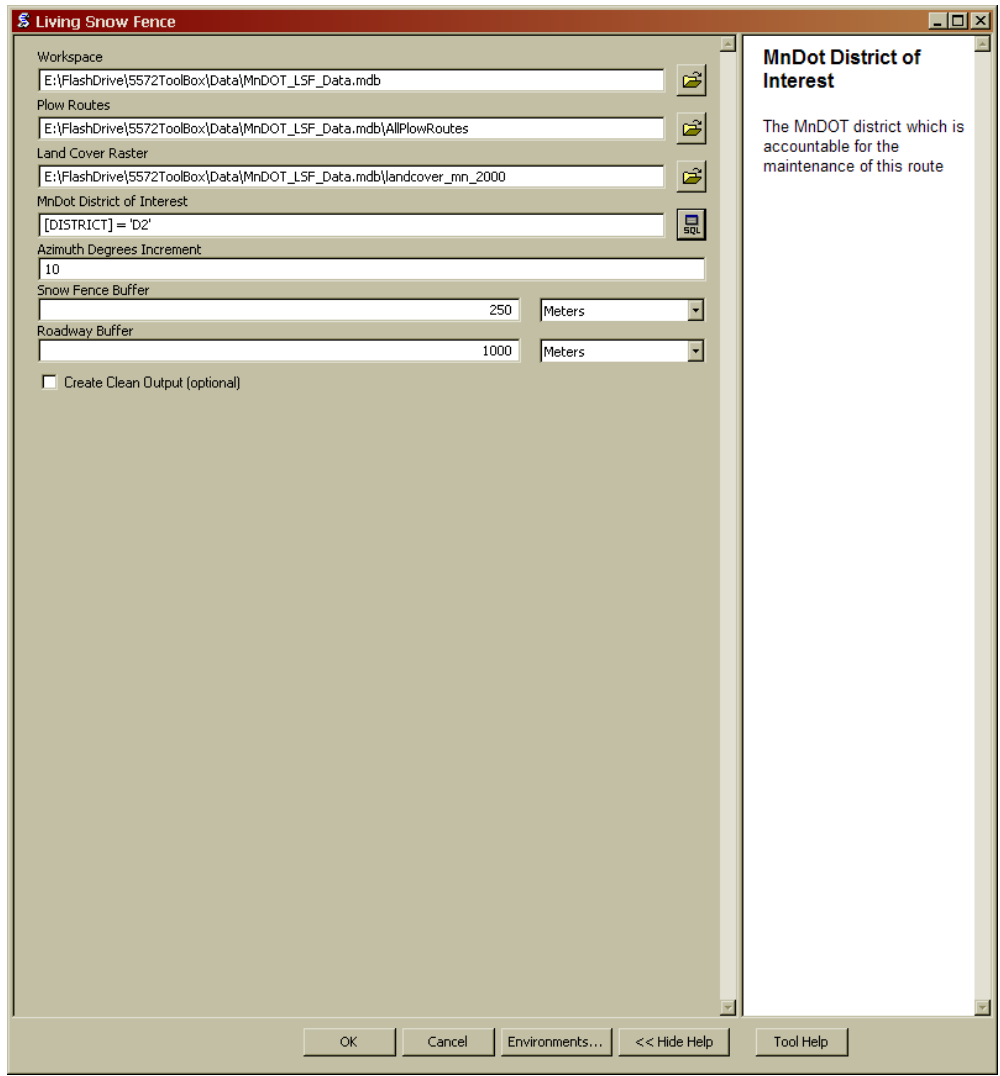 Living Snow Fence
Workspace
E:\FlashDrive\5572ToolBox\Data\MnDOT_LSF_Data.mdb
Plow Routes
E:\FlashDrive\5572ToolBox\Data\MnDOT_LSF_Data.mdb\AllPlowRoutes
Land Cover Raster
E:\FlashDrive\5572ToolBox\Data\MnDOT_LSF_Data.mdb\landcover_mn_2000
MnDot District of Interest
[DISTRICT] = 'D2'
SQL
Azimuth Degrees Increment
10
Snow Fence Buffer
250 Meters
Roadway Buffer
1000 Meters
Create Clean Output (optional)
MnDot District of
Interest
The MnDOT district which is
accountable for the
maintenance of this route
OK Cancel Environments... << Hide Help Tool Help